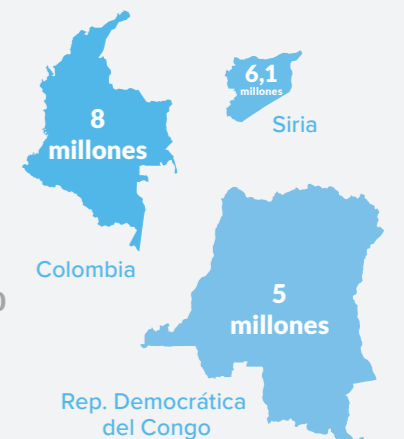 8
millones
Colombia
6,1
millones
Siria
5
millones
Rep. Democrática
del Congo